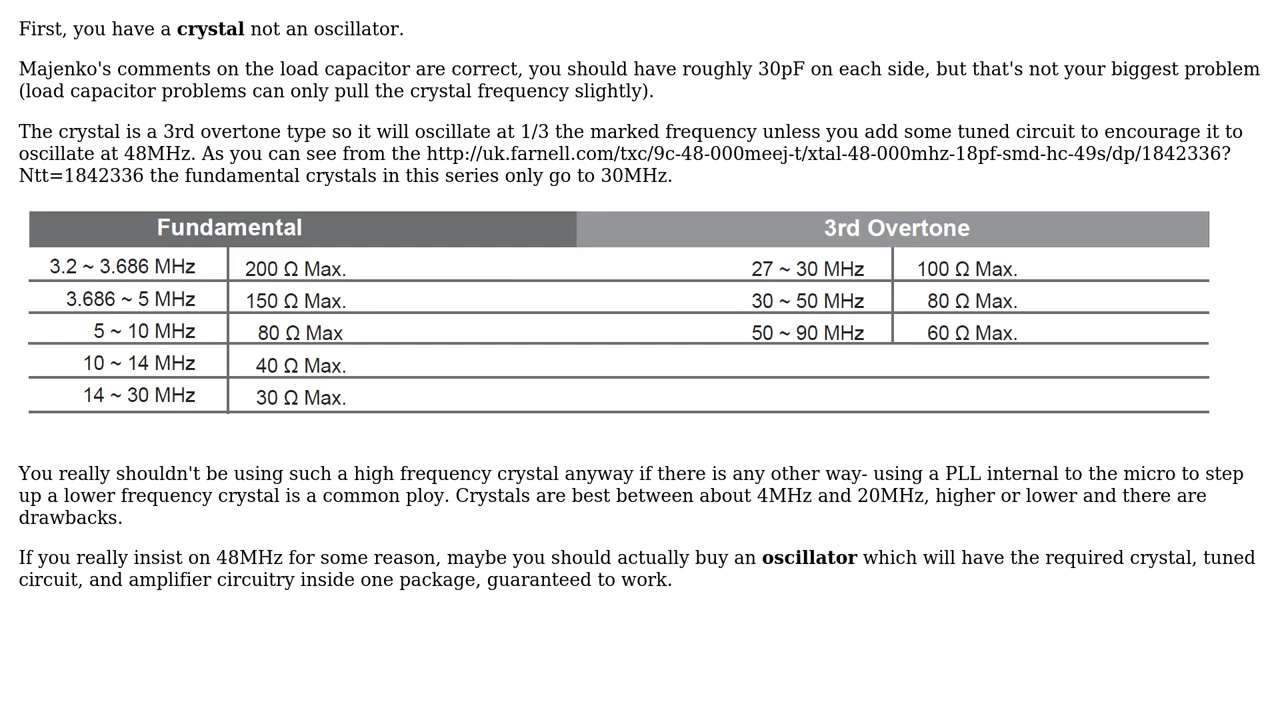 First, you have a crystal not an oscillator.
Majenko's comments on the load capacitor are correct, you should have roughly 30pF on each side, but that's not your biggest problem
(load capacitor problems can only pull the crystal frequency slightly).
The crystal is a 3rd overtone type so it will oscillate at 1/3 the marked frequency unless you add some tuned circuit to encourage it to
oscillate at 48MHz. As you can see from the http://uk.farnell.com/txc/9c-48-000meej-t/xtal-48-000mhz-18pf-smd-hc-49s/dp/1842336?
Ntt=1842336 the fundamental crystals in this series only go to 30MHz.
Fundamental 3rd Overtone
3.2 ~ 3.686 MHz 200 Ω Max. 27 ~ 30 MHz 100 Ω Max.
3.686 ~ 5 MHz 150 Ω Max. 30 ~ 50 MHz 80 Ω Max.
5 ~ 10 MHz 80 Ω Max 50 ~ 90 MHz 60 Ω Max.
10 ~ 14 MHz 40 Ω Max.
14 ~ 30 MHz 30 Ω Max.
You really shouldn't be using such a high frequency crystal anyway if there is any other way- using a PLL internal to the micro to step
up a lower frequency crystal is a common ploy. Crystals are best between about 4MHz and 20MHz, higher or lower and there are
drawbacks.
If you really insist on 48MHz for some reason, maybe you should actually buy an oscillator which will have the required crystal, tuned
circuit, and amplifier circuitry inside one package, guaranteed to work.